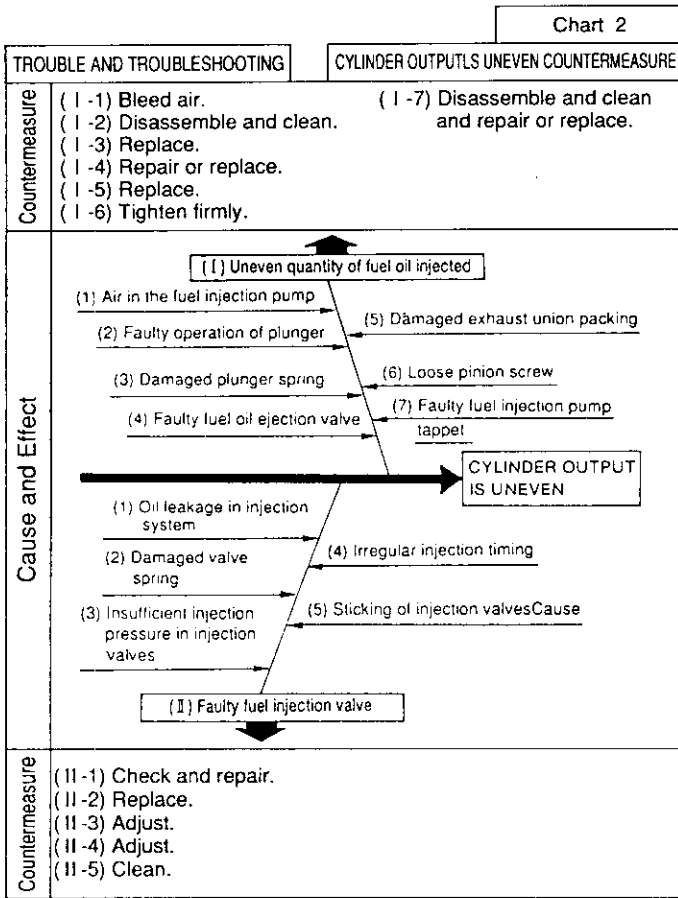 Chart 2
TROUBLE AND TROUBLESHOOTING
CYLINDER OUTPUTLS UNEVEN COUNTERMEASURE
Countermeasure
( I -1) Bleed air.
( I -2) Disassemble and clean.
( I -3) Replace.
( I -4) Repair or replace.
( I -5) Replace.
( I -6) Tighten firmly.
( I -7) Disassemble and clean
and repair or replace.
Cause and Effect
(I) Uneven quantity of fuel oil injected
(1) Air in the fuel injection pump
(2) Faulty operation of plunger
(3) Damaged plunger spring
(4) Faulty fuel oil ejection valve
(5) Damaged exhaust union packing
(6) Loose pinion screw
(7) Faulty fuel injection pump
tappet
CYLINDER OUTPUT
IS UNEVEN
(1) Oil leakage in injection
system
(2) Damaged valve
spring
(3) Insufficient injection
pressure in injection
valves
(4) Irregular injection timing
(5) Sticking of injection valvesCause
(II) Faulty fuel injection valve
Countermeasure
(II -1) Check and repair.
(II -2) Replace.
(II -3) Adjust.
(II -4) Adjust.
(II -5) Clean.